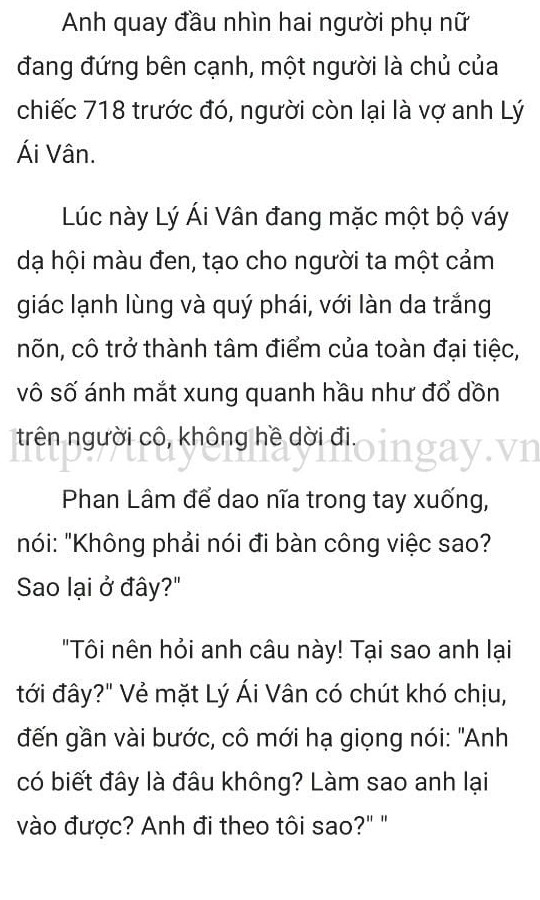 Anh quay đầu nhìn hai người phụ nữ
đang đứng bên cạnh, một người là chủ của
chiếc 718 trước đó, người còn lại là vợ anh Lý
Ái Vân.
Lúc này Lý Ái Vân đang mặc một bộ váy
dạ hội màu đen, tạo cho người ta một cảm
giác lạnh lùng và quý phái, với làn da trắng
nõn, cô trở thành tâm điểm của toàn đại tiệc,
vô số ánh mắt xung quanh hầu như đổ dồn
trên người cô, không hề dời đi.
http://truyenhaymoingay.vn
Phan Lâm để dao nĩa trong tay xuống,
nói: "Không phải nói đi bàn công việc sao?
Sao lại ở đây?"
"Tôi nên hỏi anh câu này! Tại sao anh lại
tới đây?" Vẻ mặt Lý Ái Vân có chút khó chịu,
đến gần vài bước, cô mới hạ giọng nói: "Anh
có biết đây là đâu không? Làm sao anh lại
vào được? Anh đi theo tôi sao?" "